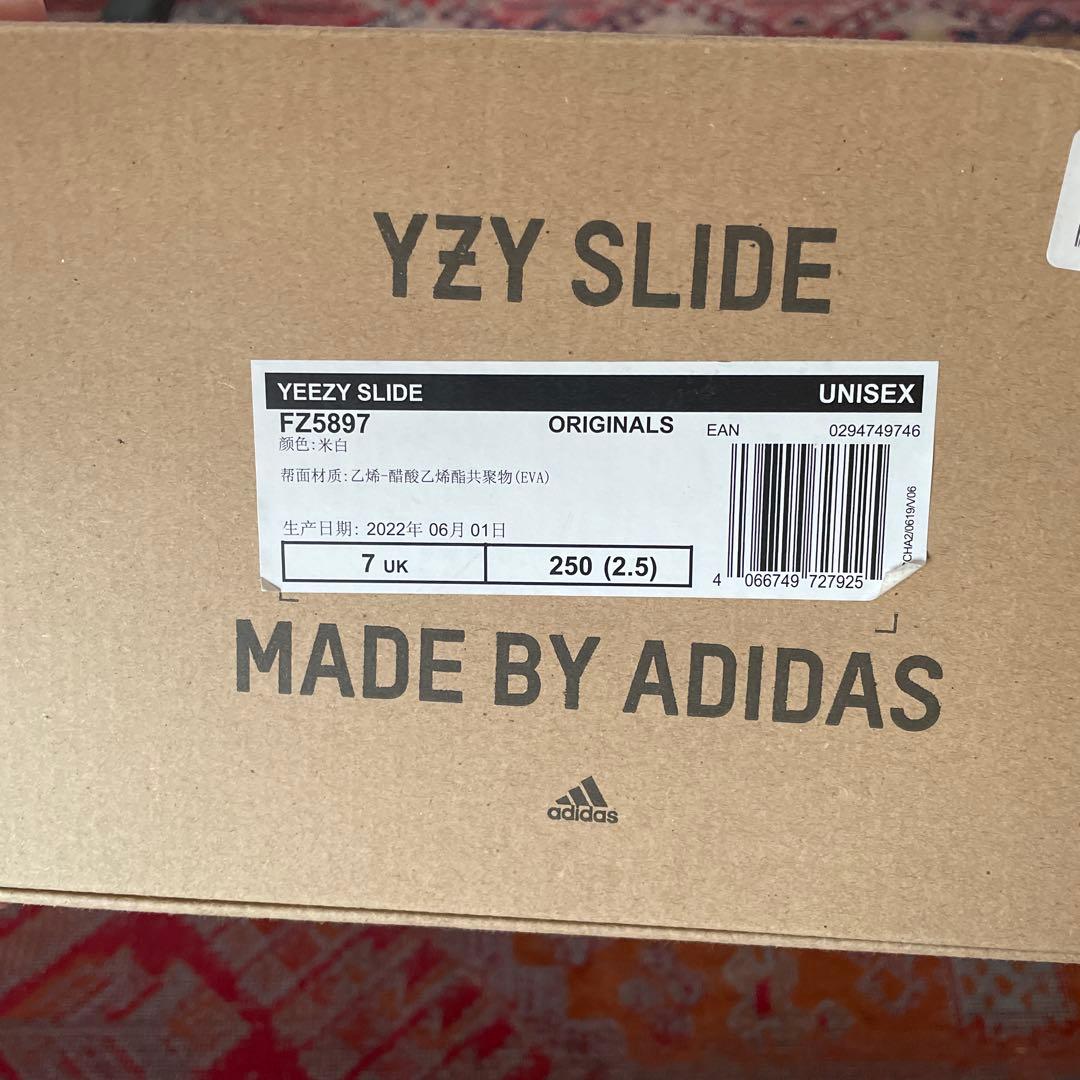 YZY SLIDE
YEEZY SLIDE UNISEX
FZ5897 ORIGINALS EAN 0294749746
颜色:米白
帮面材质:乙烯-醋酸乙烯酯共聚物(EVA)
生产日期: 2022年 06月 01日
7 UK 250 (2.5)
4 066749 727925
CHA2/0619/V06
MADE BY ADIDAS
adidas